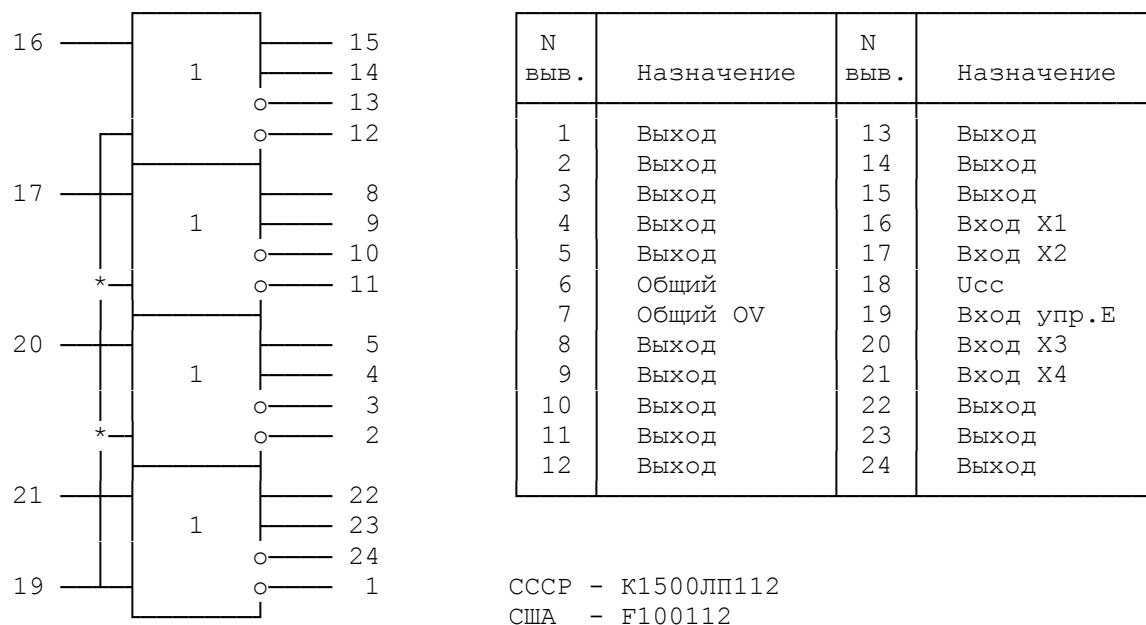 16 15
1 14
13
12
17 8
1 9
10
* 11
20 5
1 4
3
* 2
21 22
1 23
24
19 1
N N
выв. Назначение выв. Назначение
1 Выход 13 Выход
2 Выход 14 Выход
3 Выход 15 Выход
4 Выход 16 Вход X1
5 Выход 17 Вход X2
6 Общий 18 Ucc
7 Общий OV 19 Вход упр.E
8 Выход 20 Вход X3
9 Выход 21 Вход X4
10 Выход 22 Выход
11 Выход 23 Выход
12 Выход 24 Выход
СССР - К1500ЛП112
США - F100112